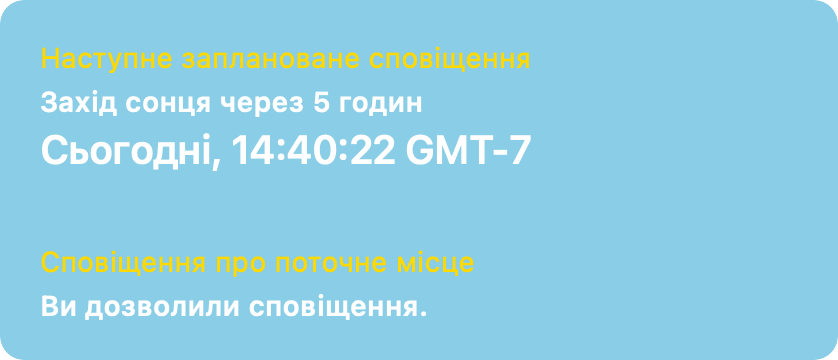 Наступне заплановане сповіщення
Захід сонця через 5 годин
Сьогодні, 14:40:22 GMT-7
Сповіщення про поточне місце
Ви дозволили сповіщення.